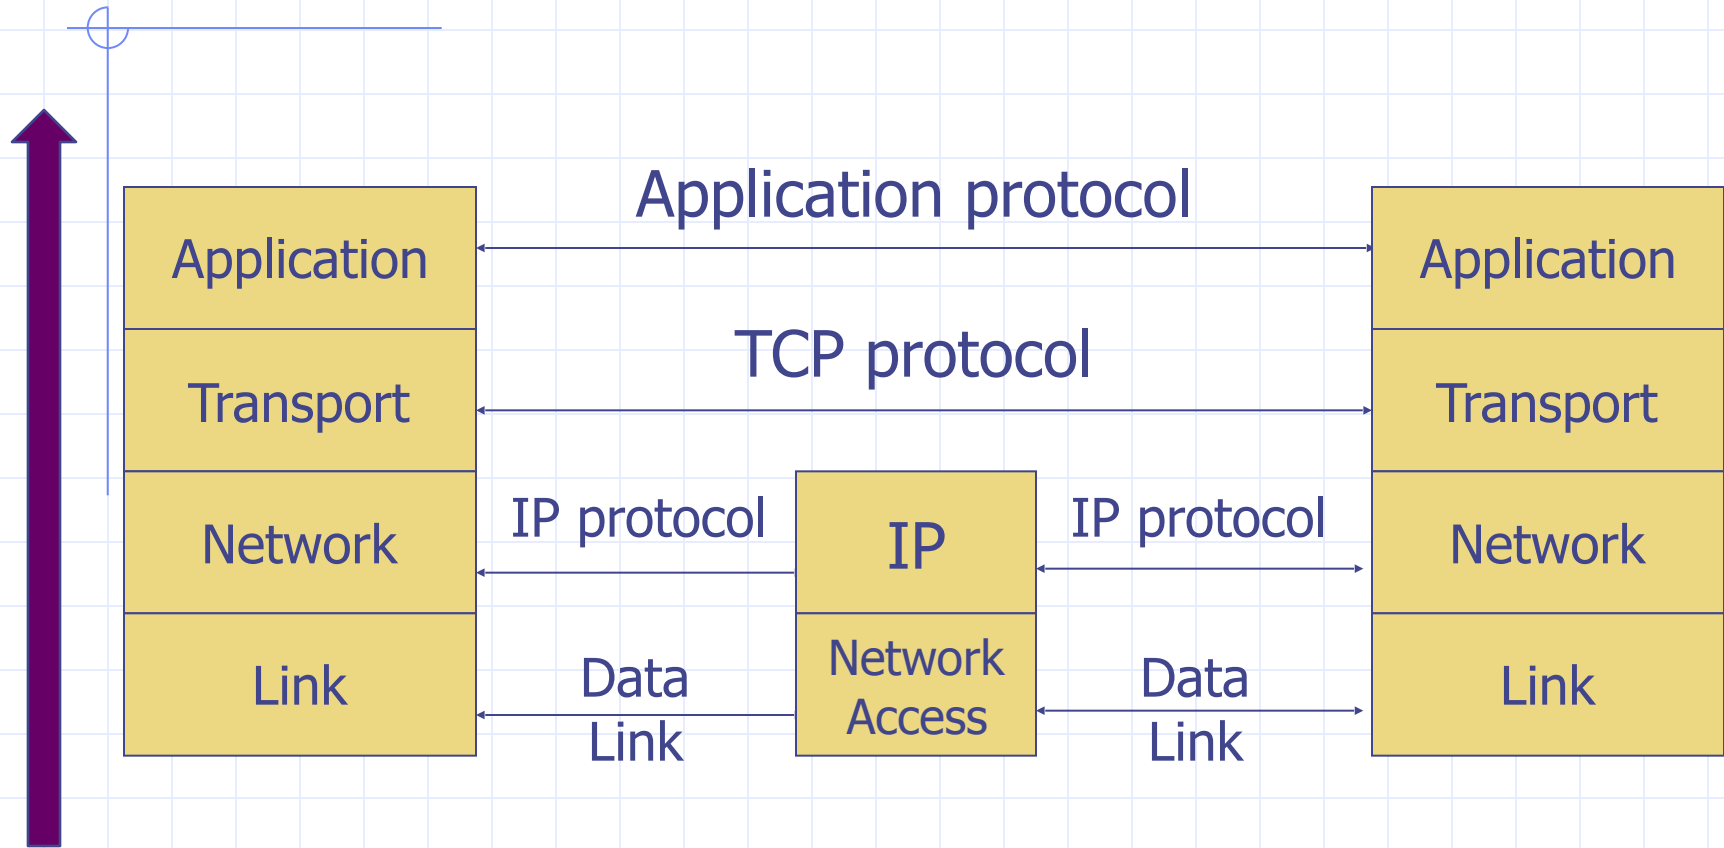 Application protocol
Application
Application
TCP protocol
Transport
Transport
IP protocol
IP
IP protocol
Network
Network
Network
Access
Data
Link
Data
Link
Link
Link